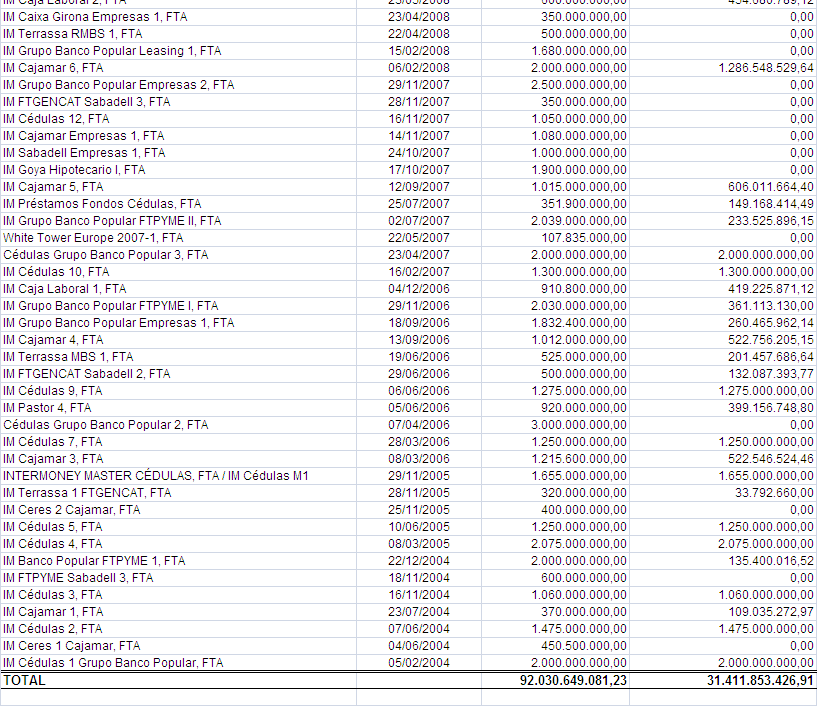 IM Caja Laboral 2, FTA
IM Caixa Girona Empresas 1, FTA 23/04/2008 350.000.000,00 0,00
IM Terrassa RMBS 1, FTA 22/04/2008 500.000.000,00 0,00
IM Grupo Banco Popular Leasing 1, FTA 15/02/2008 1.680.000.000,00 0,00
IM Cajamar 6, FTA 06/02/2008 2.000.000.000,00 1.286.548.529,64
IM Grupo Banco Popular Empresas 2, FTA 29/11/2007 2.500.000.000,00 0,00
IM FTGENCAT Sabadell 3, FTA 28/11/2007 350.000.000,00 0,00
IM Cédulas 12, FTA 16/11/2007 1.050.000.000,00 0,00
IM Cajamar Empresas 1, FTA 14/11/2007 1.080.000.000,00 0,00
IM Sabadell Empresas 1, FTA 24/10/2007 1.000.000.000,00 0,00
IM Goya Hipotecario I, FTA 17/10/2007 1.900.000.000,00 0,00
IM Cajamar 5, FTA 12/09/2007 1.015.000.000,00 606.011.664,40
IM Préstamos Fondos Cédulas, FTA 25/07/2007 351.900.000,00 149.168.414,49
IM Grupo Banco Popular FTPYME II, FTA 02/07/2007 2.039.000.000,00 233.525.896,15
White Tower Europe 2007-1, FTA 22/05/2007 107.835.000,00 0,00
Cédulas Grupo Banco Popular 3, FTA 23/04/2007 2.000.000.000,00 2.000.000.000,00
IM Cédulas 10, FTA 16/02/2007 1.300.000.000,00 1.300.000.000,00
IM Caja Laboral 1, FTA 04/12/2006 910.800.000,00 419.225.871,12
IM Grupo Banco Popular FTPYME I, FTA 29/11/2006 2.030.000.000,00 361.113.130,00
IM Grupo Banco Popular Empresas 1, FTA 18/09/2006 1.832.400.000,00 260.465.962,14
IM Cajamar 4, FTA 13/09/2006 1.012.000.000,00 522.756.205,15
IM Terrassa MBS 1, FTA 19/06/2006 525.000.000,00 201.457.686,64
IM FTGENCAT Sabadell 2, FTA 29/06/2006 500.000.000,00 132.087.393,77
IM Cédulas 9, FTA 06/06/2006 1.275.000.000,00 1.275.000.000,00
IM Pastor 4, FTA 05/06/2006 920.000.000,00 399.156.748,80
Cédulas Grupo Banco Popular 2, FTA 07/04/2006 3.000.000.000,00 0,00
IM Cédulas 7, FTA 28/03/2006 1.250.000.000,00 1.250.000.000,00
IM Cajamar 3, FTA 08/03/2006 1.215.600.000,00 522.546.524,46
INTERMONEY MASTER CÉDULAS, FTA / IM Cédulas M1 29/11/2005 1.655.000.000,00 1.655.000.000,00
IM Terrassa 1 FTGENCAT, FTA 28/11/2005 320.000.000,00 33.792.660,00
IM Ceres 2 Cajamar, FTA 25/11/2005 400.000.000,00 0,00
IM Cédulas 5, FTA 10/06/2005 1.250.000.000,00 1.250.000.000,00
IM Cédulas 4, FTA 08/03/2005 2.075.000.000,00 2.075.000.000,00
IM Banco Popular FTPYME 1, FTA 22/12/2004 2.000.000.000,00 135.400.016,52
IM FTPYME Sabadell 3, FTA 18/11/2004 600.000.000,00 0,00
IM Cédulas 3, FTA 16/11/2004 1.060.000.000,00 1.060.000.000,00
IM Cajamar 1, FTA 23/07/2004 370.000.000,00 109.035.272,97
IM Cédulas 2, FTA 07/06/2004 1.475.000.000,00 1.475.000.000,00
IM Ceres 1 Cajamar, FTA 04/06/2004 450.500.000,00 0,00
IM Cédulas 1 Grupo Banco Popular, FTA 05/02/2004 2.000.000.000,00 2.000.000.000,00
TOTAL 92.030.649.081,23 31.411.853.426,91